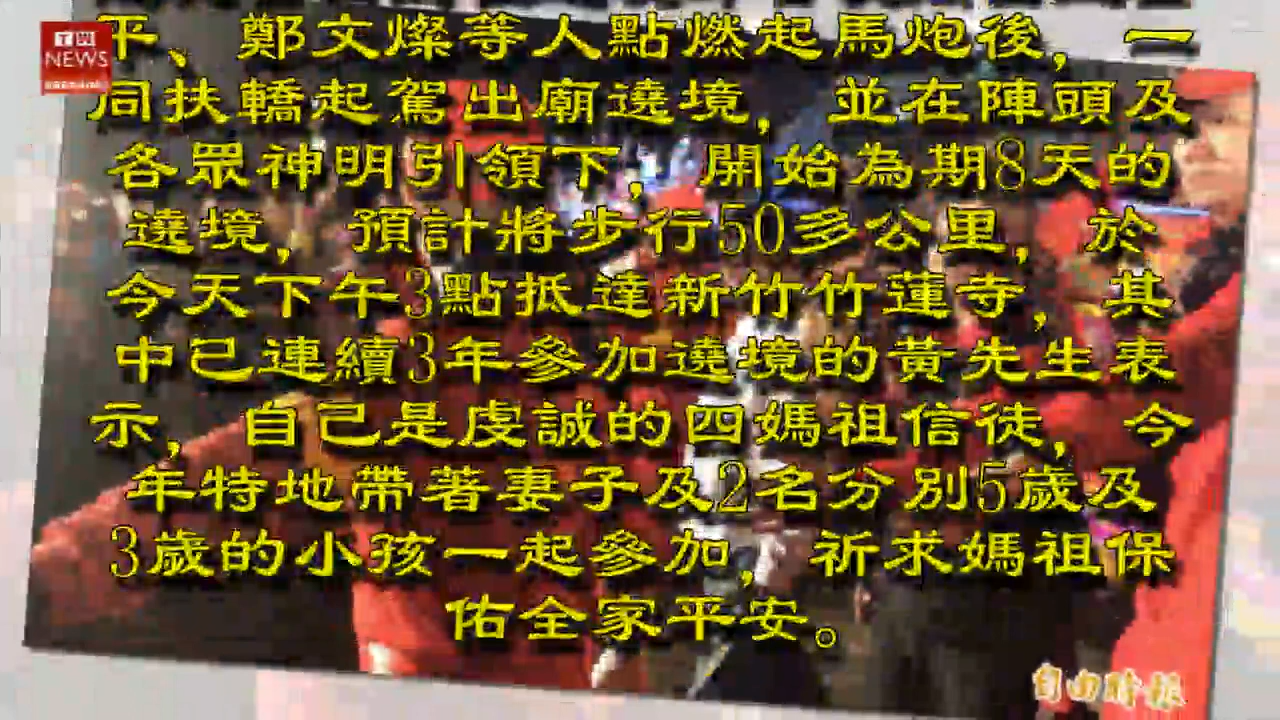 TW
NEWS
平、鄭文燦等人點燃起馬炮後，一
同扶轎起駕出廟遶境，並在陣頭及
各眾神明引領下，開始為期8天的
遶境，預計將步行50多公里，於
今天下午3點抵達新竹竹蓮寺，其
中已連續3年參加遶境的黃先生表
示，自己是虔誠的四媽祖信徒，今
年特地帶著妻子及2名分別5歲及
3歲的小孩一起參加，祈求媽祖保
佑全家平安。
自由時報